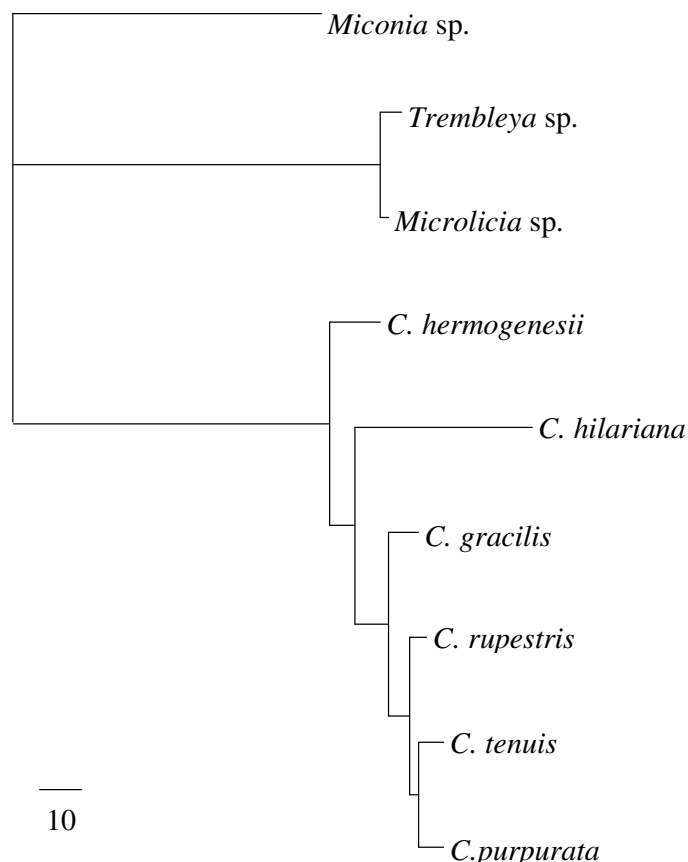 Miconia sp.
Trembleya sp.
Microlicia sp.
C. hermogenesii
C. hilariana
C. gracilis
C. rupestris
C. tenuis
10
C.purpurata